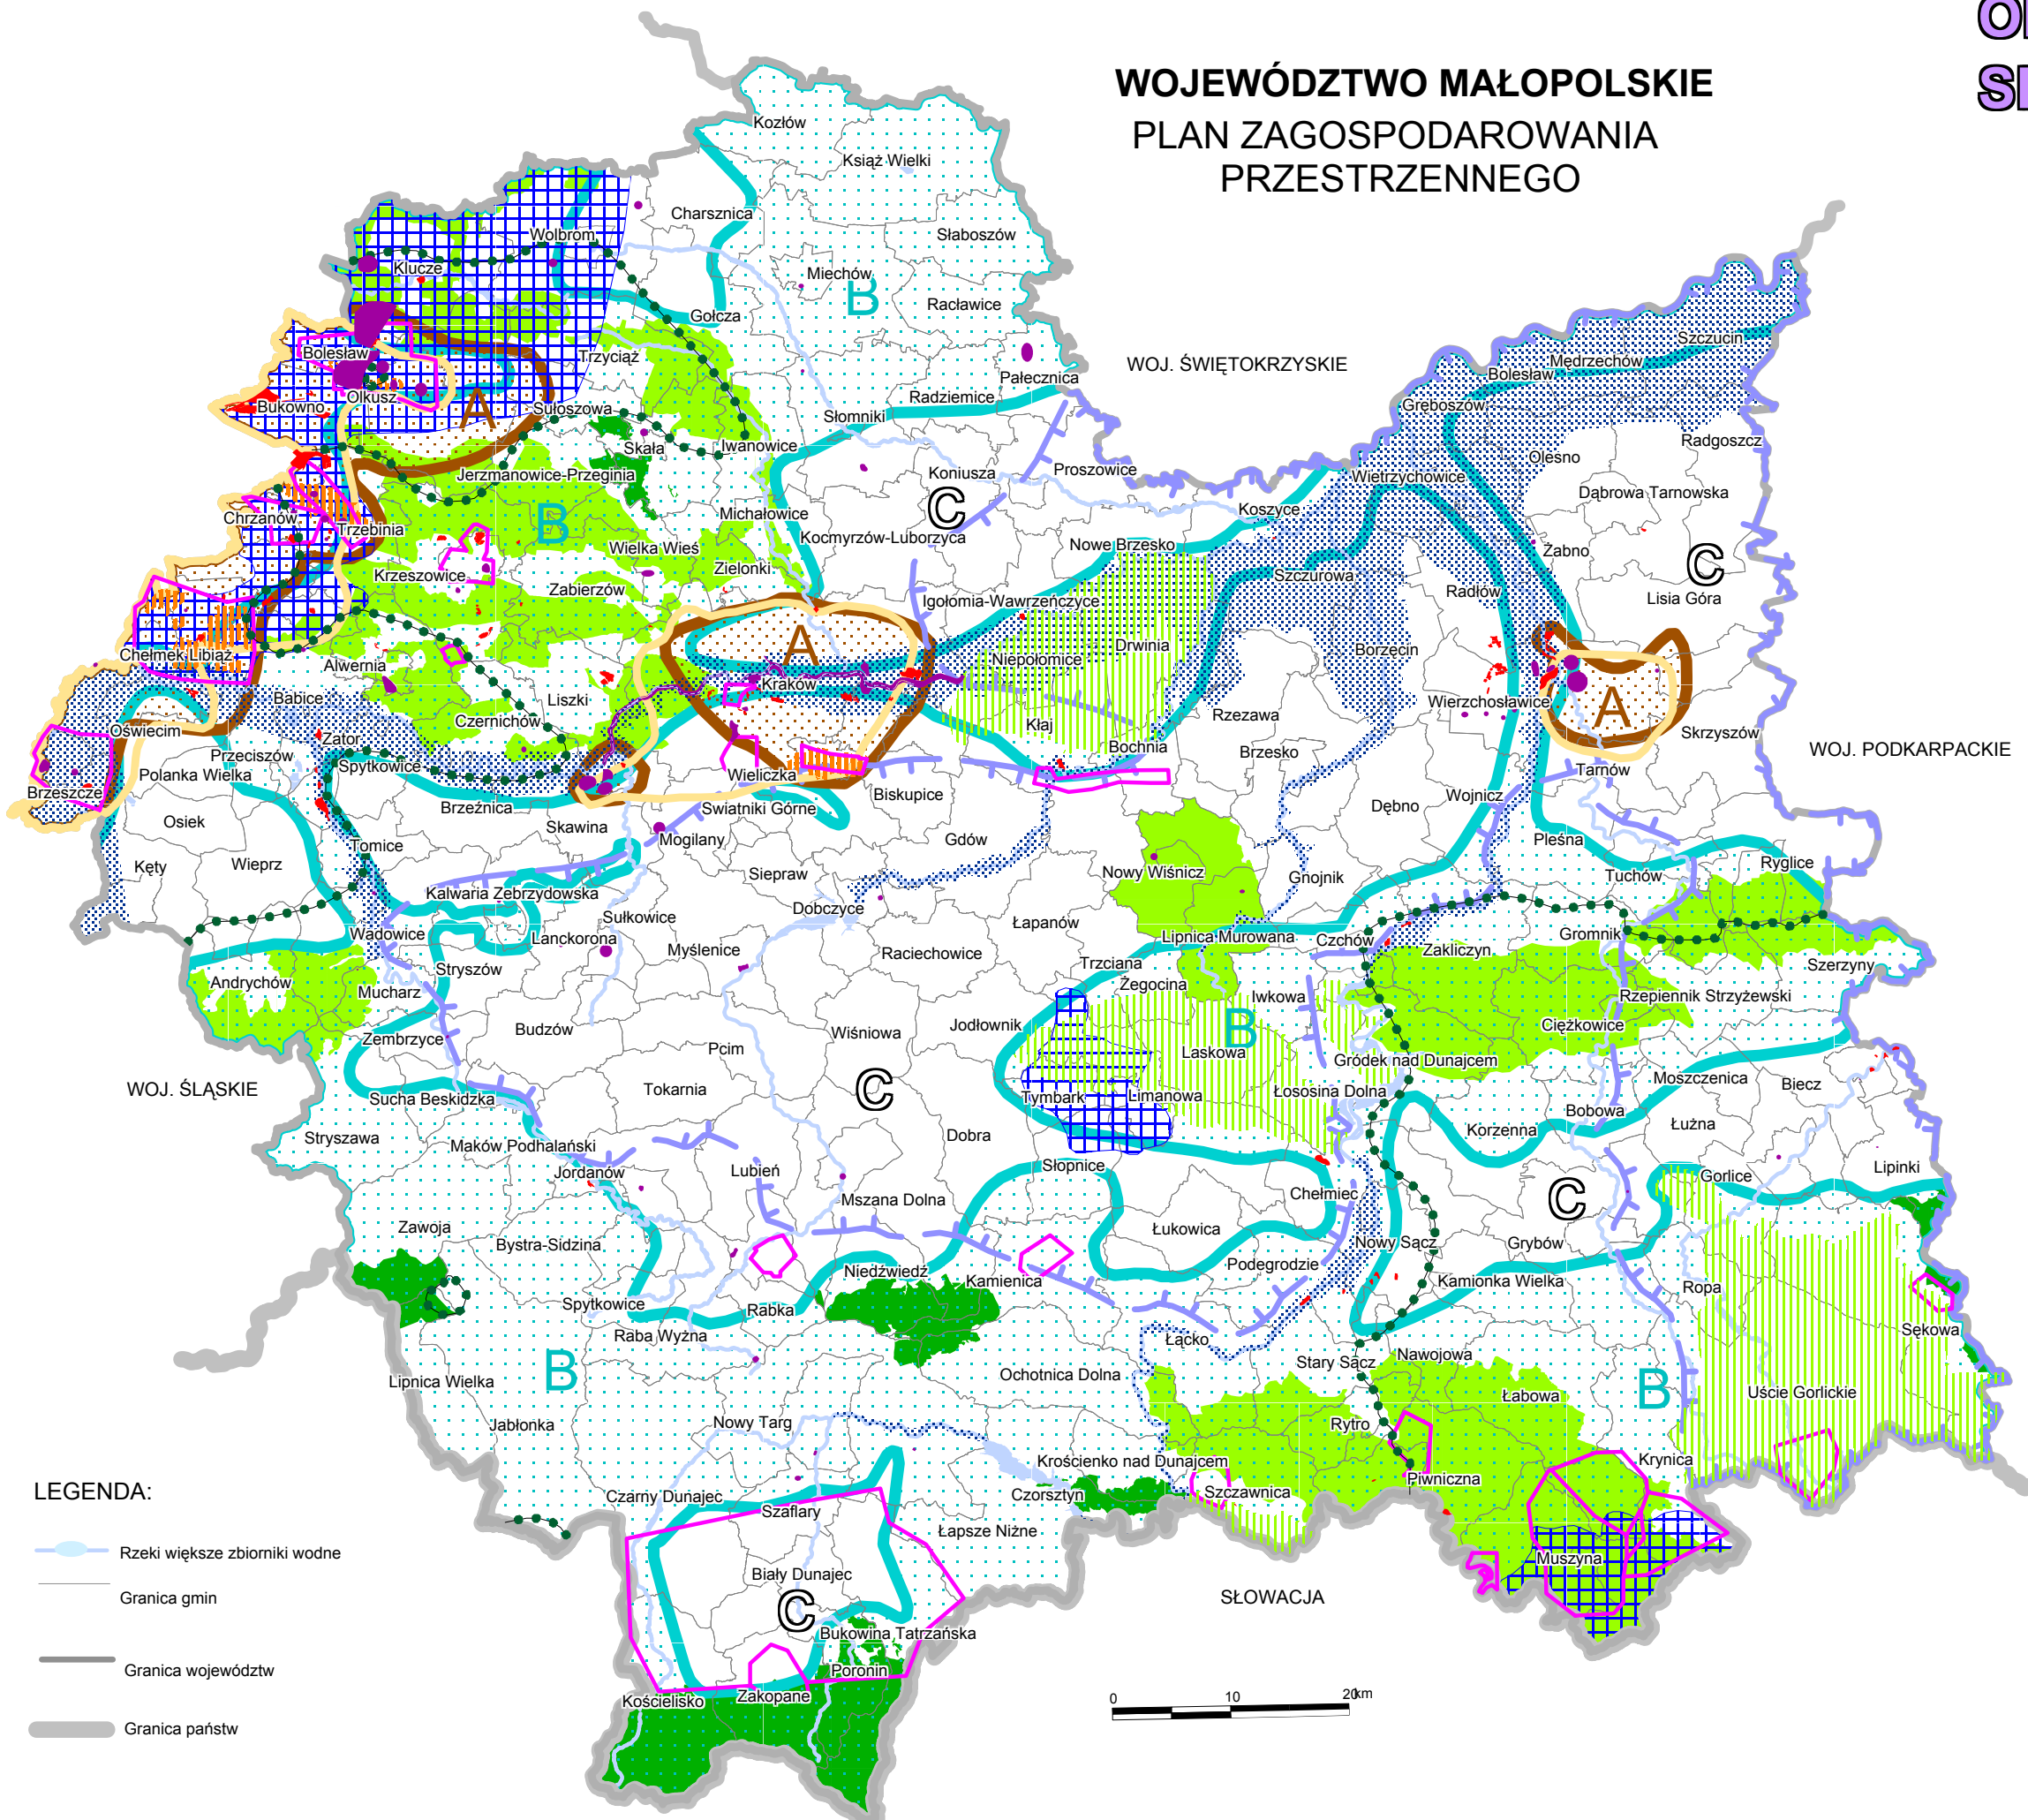 WOJEWÓDZTWO MAŁOPOLSKIE
PLAN ZAGOSPODAROWANIA
PRZESTRZENNEGO
Kozłów
Książ Wielki
Charsznica
Wolbrom
Słaboszów
Klucze
Miechów
B
Racławice
Gołcza
Szczucin
Bolesław
Trzyciąż
Mędrzechów
WOJ. ŚWIĘTOKRZYSKIE
Bolesław
Pałecznica
Olkusz
Radziemice
Bukowno
A
Sułoszowa
Słomniki
Gręboszów
Radgoszcz
Skała
Iwanowice
Olesno
Jerzmanowice-Przeginia
Koniusza
Proszowice
Wietrzychowice
Dąbrowa Tarnowska
C
Chrzanów
Trzebinia
B
Michałowice
Koszyce
Kocmyrzów-Luborzyca
Wielka Wieś
Nowe Brzesko
Żabno
C
Krzeszowice
Zielonki
Szczurowa
Zabierzów
Radłów
Lisia Góra
Igołomia-Wawrzeńczyce
Chełmek
Libiąż
A
Drwinia
Borzęcin
Alwernia
Niepołomice
Kraków
Babice
Liszki
Wierzchosławice
A
Czernichów
Kłaj
Rzezawa
Oświęcim
Zator
Skrzyszów
Przeciszów
Spytkowice
Bochnia
Brzesko
WOJ. PODKARPACKIE
Polanka Wielka
Wieliczka
Tarnów
Brzeszcze
Biskupice
Wojnicz
Brzeźnica
Swiatniki Górne
Dębno
Osiek
Skawina
Mogilany
Gdów
Pleśna
Tomice
Kęty
Wieprz
Siepraw
Nowy Wiśnicz
Gnojnik
Tuchów
Ryglice
Kalwaria Zebrzydowska
Dobczyce
Sułkowice
Łapanów
Wadowice
Lanckorona
Myślenice
Raciechowice
Lipnica Murowana
Czchów
Zakliczyn
Gromnik
Stryszów
Trzciana
Szerzyny
Andrychów
Mucharz
Żegocina
Iwkowa
Rzepiennik Strzyżewski
Budzów
Wiśniowa
Jodłownik
B
Ciężkowice
Zembrzyce
Pcim
Laskowa
Gródek nad Dunajcem
WOJ. ŚLĄSKIE
Tokarnia
C
Moszczenica
Biecz
Sucha Beskidzka
Tymbark
Limanowa
Łososina Dolna
Bobowa
Stryszawa
Dobra
Korzenna
Łużna
Maków Podhalański
Słopnice
Jordanów
Lubień
Lipinki
Gorlice
Mszana Dolna
Chełmiec
C
Zawoja
Łukowica
Bystra-Sidzina
Nowy Sącz
Grybów
Podegrodzie
Niedźwiedź
Kamienica
Kamionka Wielka
Ropa
Spytkowice
Rabka
Raba Wyżna
Łącko
Sękowa
B
Stary Sącz
Nawojowa
Lipnica Wielka
Ochotnica Dolna
B
Uście Gorlickie
Łabowa
Jabłonka
Nowy Targ
Rytro
Krościenko nad Dunajcem
Krynica
LEGENDA:
Piwniczna
Czarny Dunajec
Czorsztyn
Szczawnica
Szaflary
Łapsze Niżne
Rzeki większe zbiorniki wodne
Muszyna
Biały Dunajec
Granica gmin
SŁOWACJA
C
Bukowina Tatrzańska
Granica województw
Poronin
Kościelisko
Zakopane
0 10 20 km
Granica państw